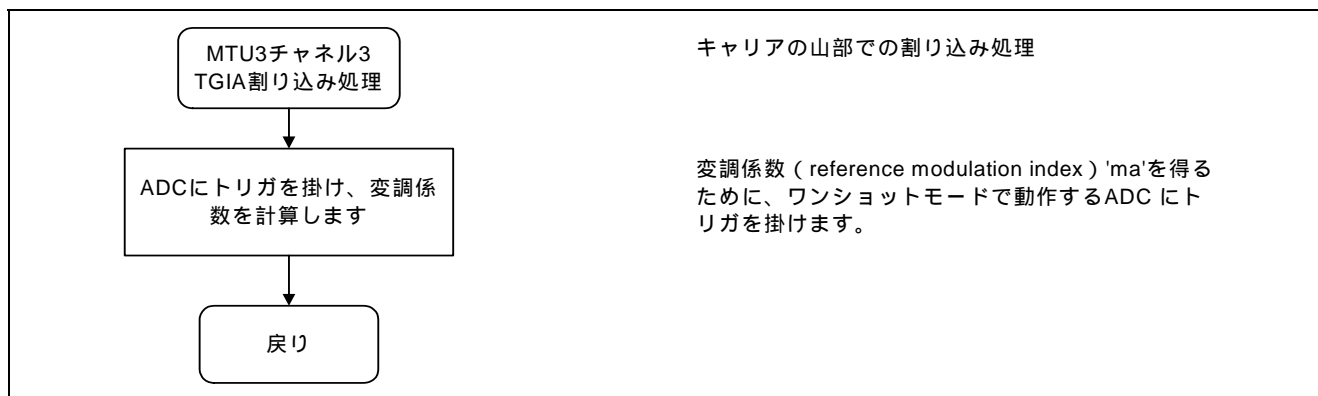 MTU3チャネル3
TGIA割り込み処理
キャリアの山部での割り込み処理
ADCにトリガを掛け、変調係
数を計算します
変調係数（reference modulation index）'ma'を得る
ために、ワンショットモードで動作するADC にト
リガを掛けます。
戻り